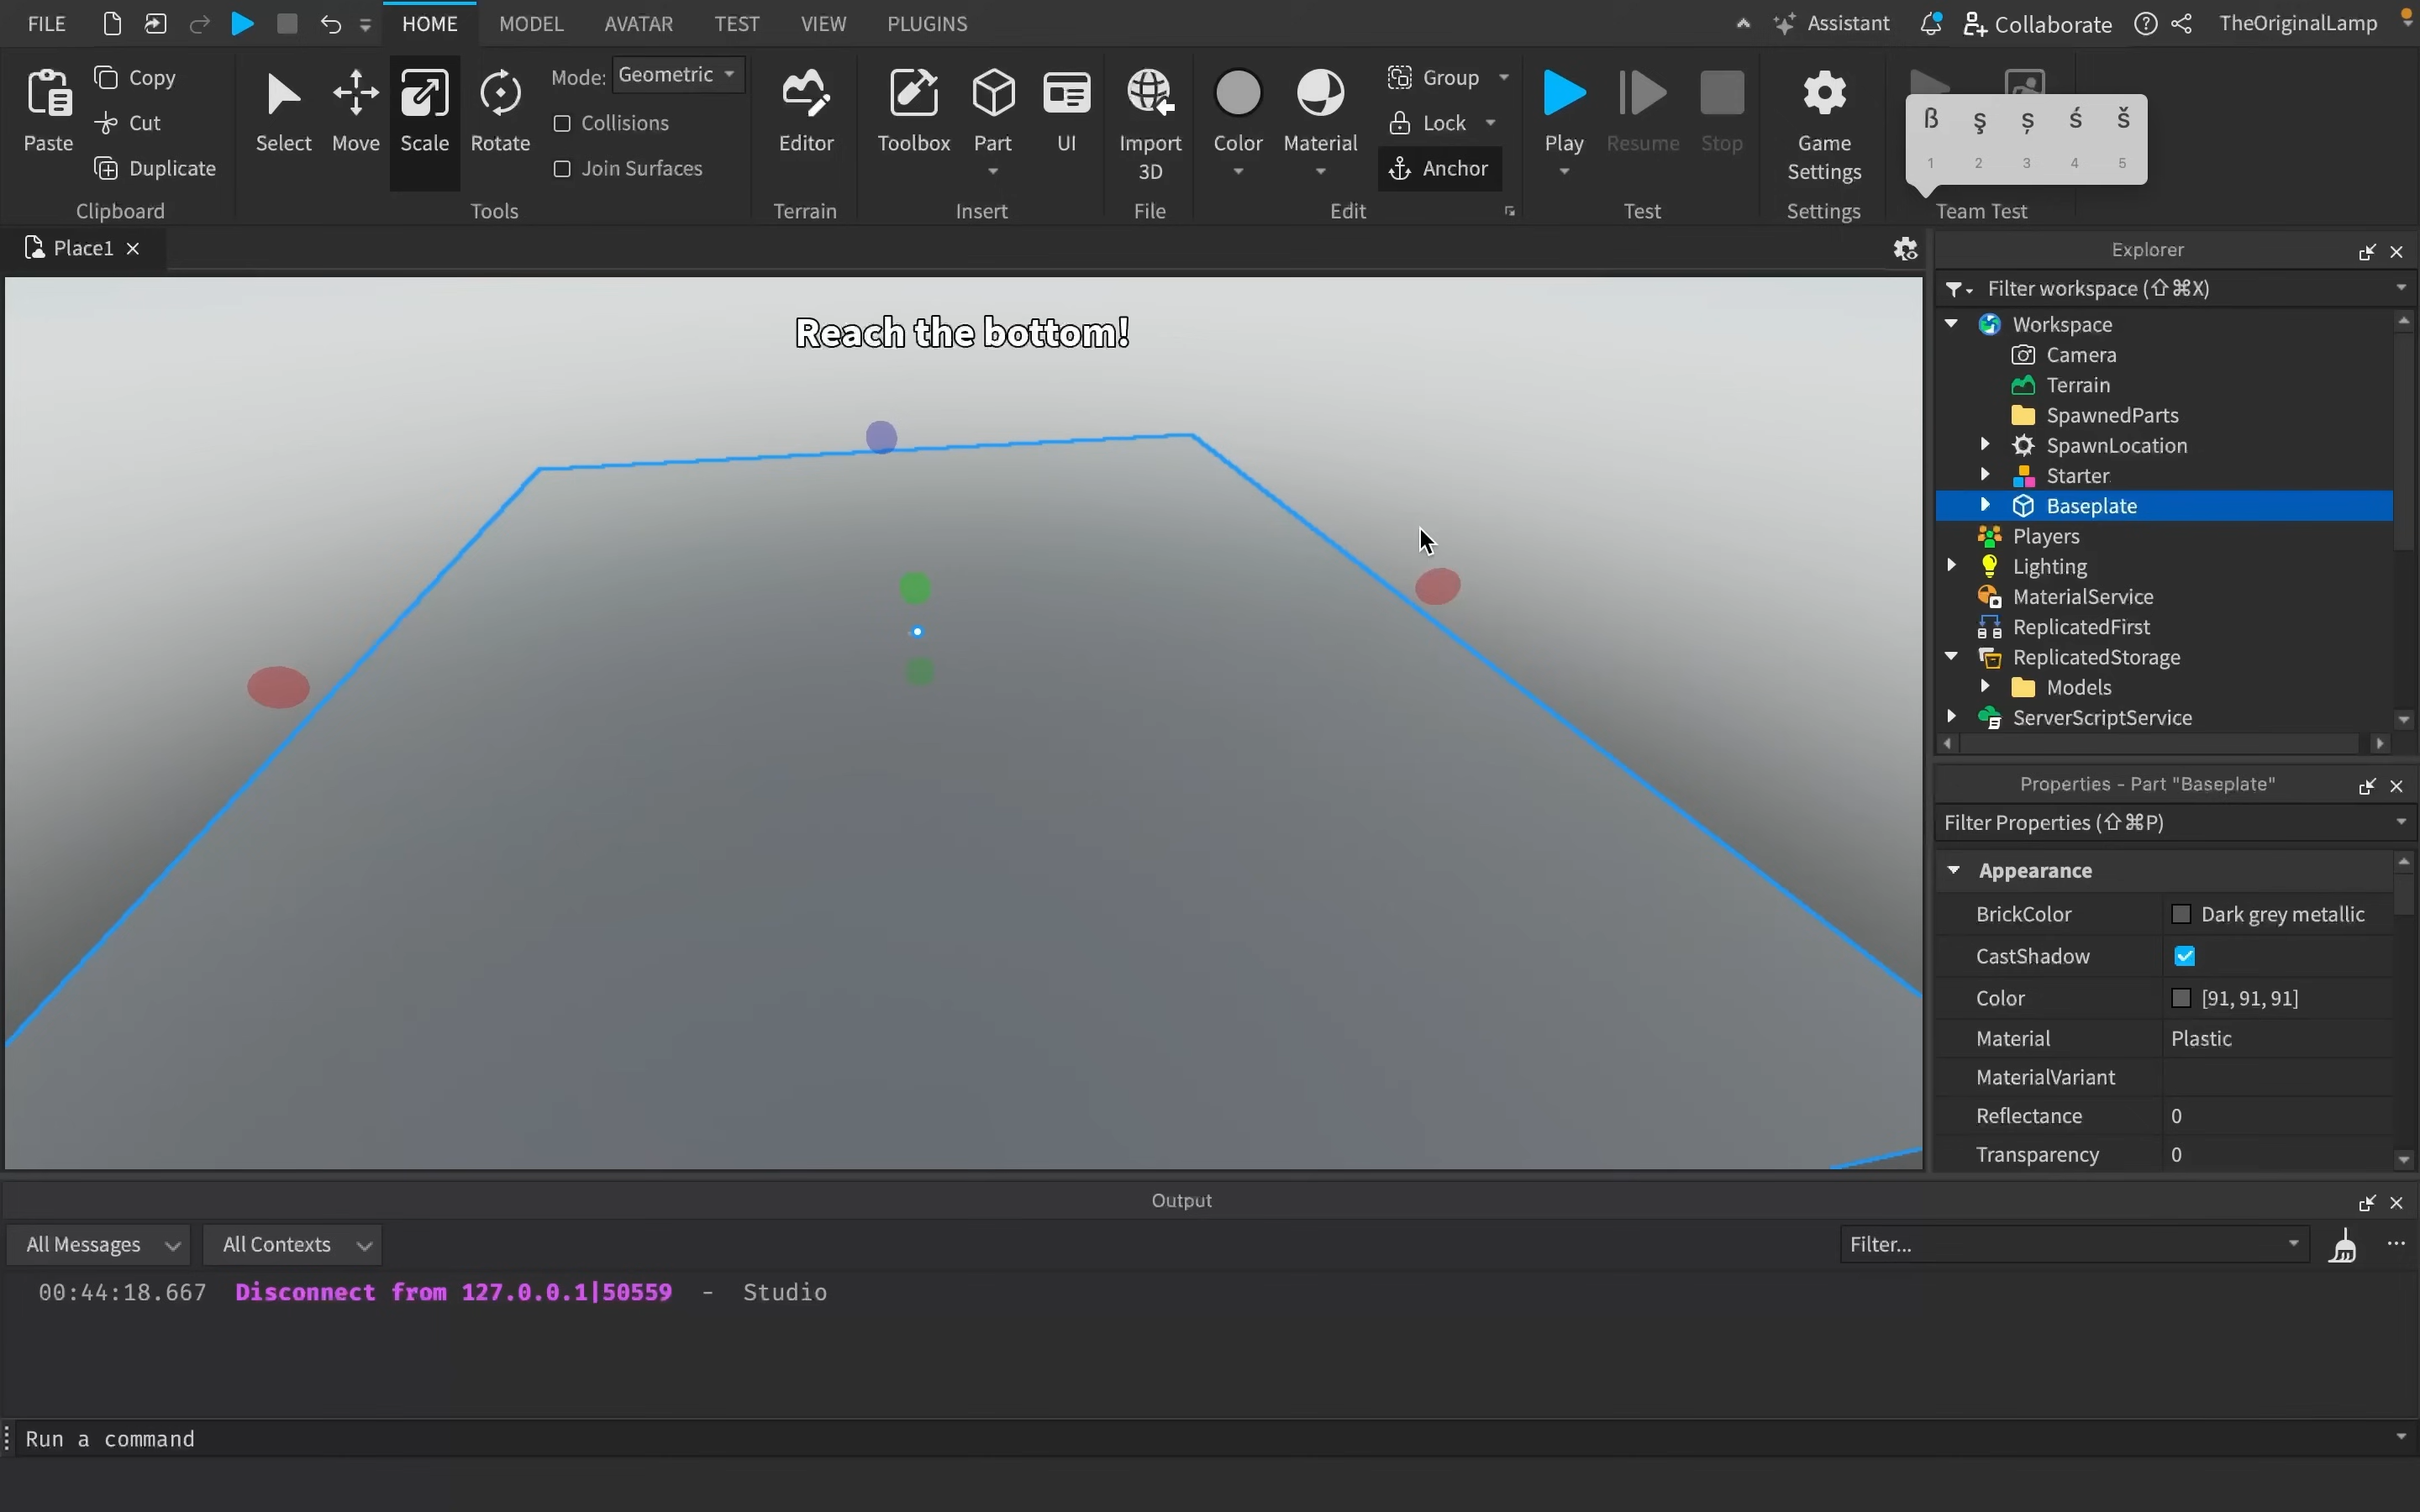 FILE HOME MODEL AVATAR TEST VIEW PLUGINS Assistant Collaborate TheOriginalLamp
Paste
Copy
Cut
Duplicate
Clipboard
Select
Move
Scale
Rotate
Mode: Geometric
Collisions
Join Surfaces
Tools
Editor
Terrain
Toolbox
Part
UI
Insert
Import
3D
File
Color
Material
Group
Lock
Anchor
Edit
Play
Resume
Stop
Test
Game
Settings
Settings
ß ş ș ś š
1 2 3 4 5
Team Test
Place1
Reach the bottom!
Explorer
Filter workspace (⇧⌘X)
Workspace
Camera
Terrain
SpawnedParts
SpawnLocation
Starter
Baseplate
Players
Lighting
MaterialService
ReplicatedFirst
ReplicatedStorage
Models
ServerScriptService
Properties - Part "Baseplate"
Filter Properties (⇧⌘P)
Appearance
BrickColor Dark grey metallic
CastShadow
Color [91, 91, 91]
Material Plastic
MaterialVariant
Reflectance 0
Transparency 0
Output
All Messages All Contexts Filter...
00:44:18.667 Disconnect from 127.0.0.1|50559 - Studio
Run a command